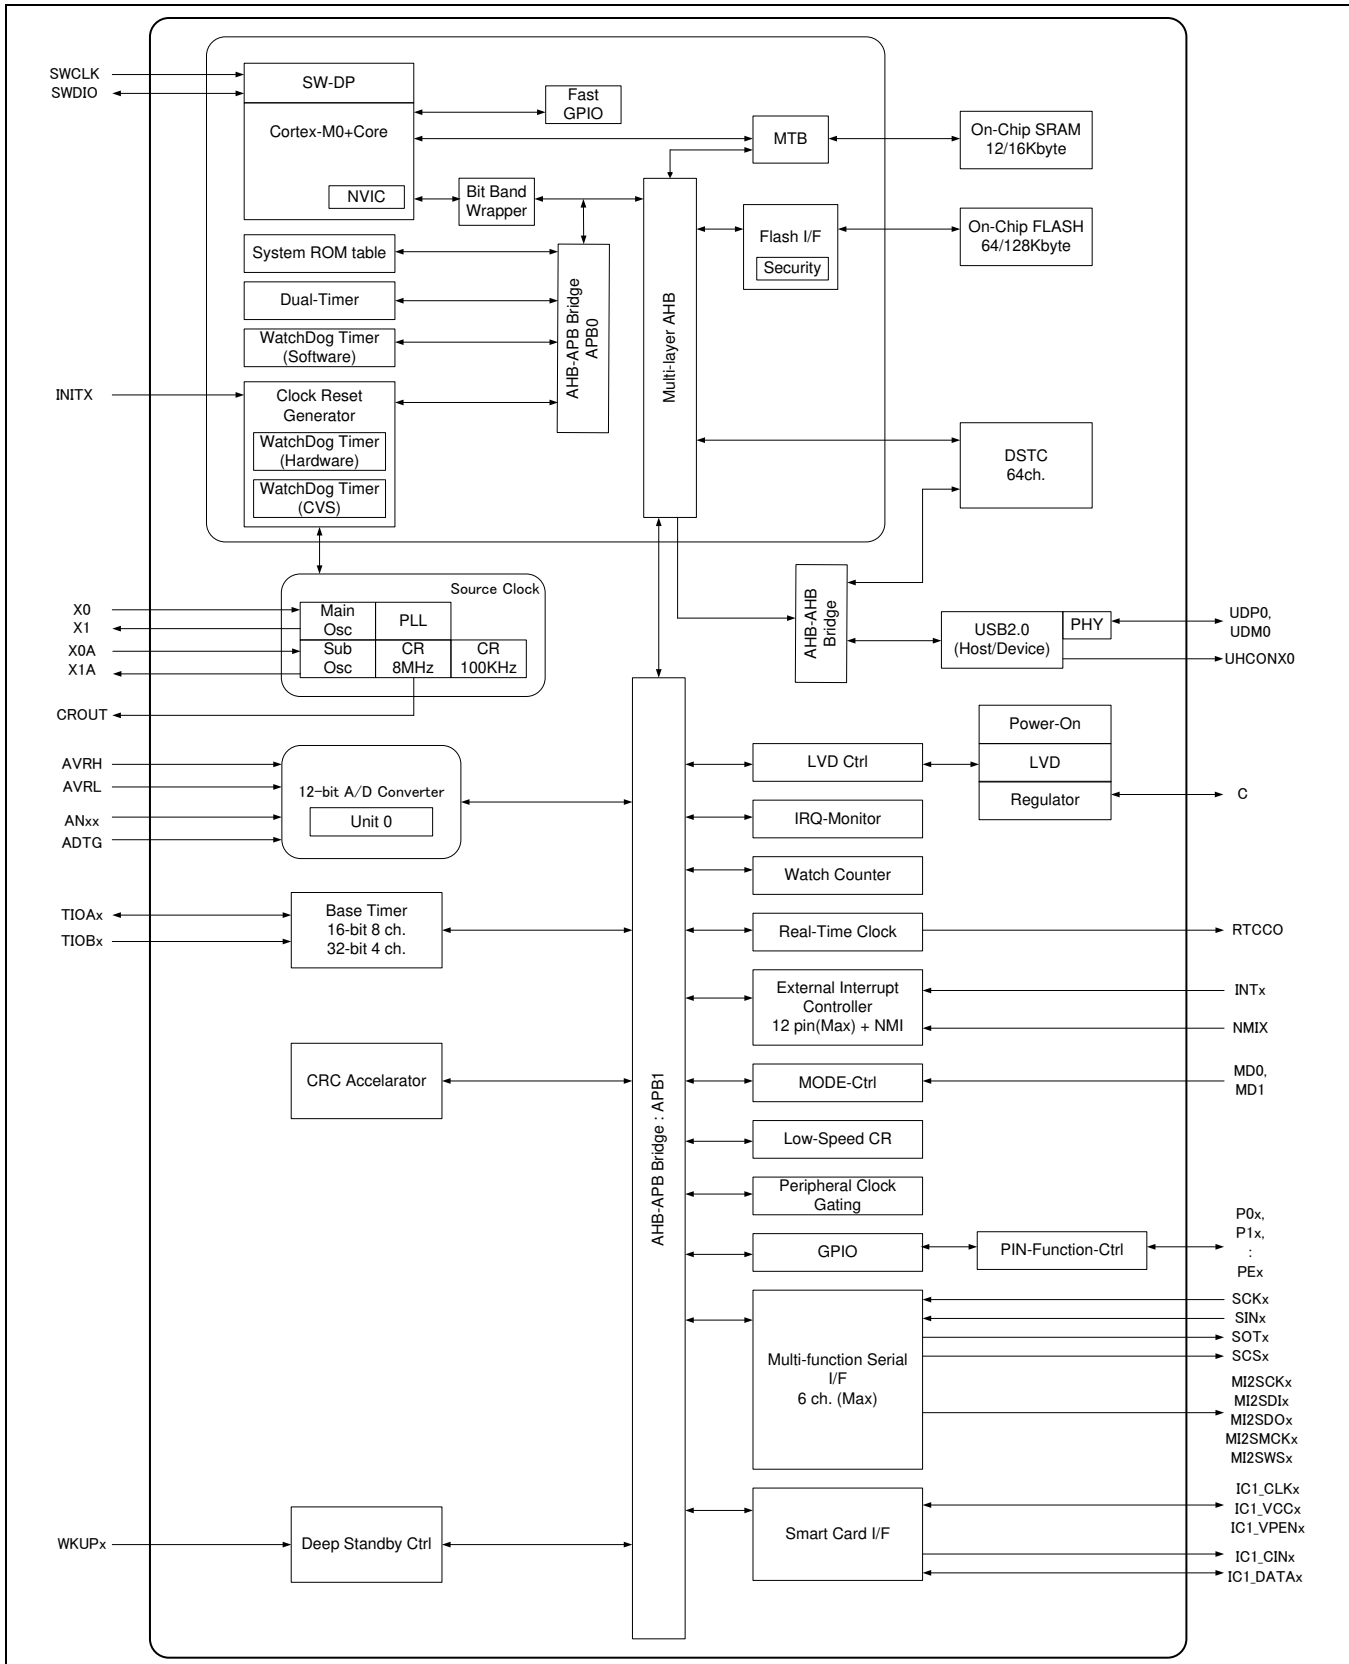 SWCLK
SWDIO
SW-DP
Cortex-M0+Core
NVIC
Fast
GPIO
Bit Band
Wrapper
MTB
On-Chip SRAM
12/16Kbyte
Flash I/F
Security
On-Chip FLASH
64/128Kbyte
System ROM table
Dual-Timer
WatchDog Timer
(Software)
INITX
Clock Reset
Generator
WatchDog Timer
(Hardware)
WatchDog Timer
(CVS)
AHB-APB Bridge
APB0
Multi-layer AHB
DSTC
64ch.
Source Clock
X0
X1
X0A
X1A
Main
Osc
PLL
Sub
Osc
CR
8MHz
CR
100KHz
CROUT
AHB-AHB
Bridge
USB2.0
(Host/Device)
PHY
UDP0,
UDM0
UHCONX0
AVRH
AVRL
ANxx
ADTG
12-bit A/D Converter
Unit 0
TIOAx
TIOBx
Base Timer
16-bit 8 ch.
32-bit 4 ch.
CRC Accelarator
WKUPx
Deep Standby Ctrl
AHB-APB Bridge : APB1
LVD Ctrl
Power-On
LVD
Regulator
C
IRQ-Monitor
Watch Counter
Real-Time Clock
RTCCO
External Interrupt
Controller
12 pin(Max) + NMI
INTx
NMIX
MODE-Ctrl
MD0,
MD1
Low-Speed CR
Peripheral Clock
Gating
GPIO
PIN-Function-Ctrl
P0x,
P1x,
:
PEx
Multi-function Serial
I/F
6 ch. (Max)
SCKx
SINx
SOTx
SCSx
MI2SCKx
MI2SDIx
MI2SDOx
MI2SMCKx
MI2SWSx
Smart Card I/F
IC1_CLKx
IC1_VCCx
IC1_VPENx
IC1_CINx
IC1_DATAx